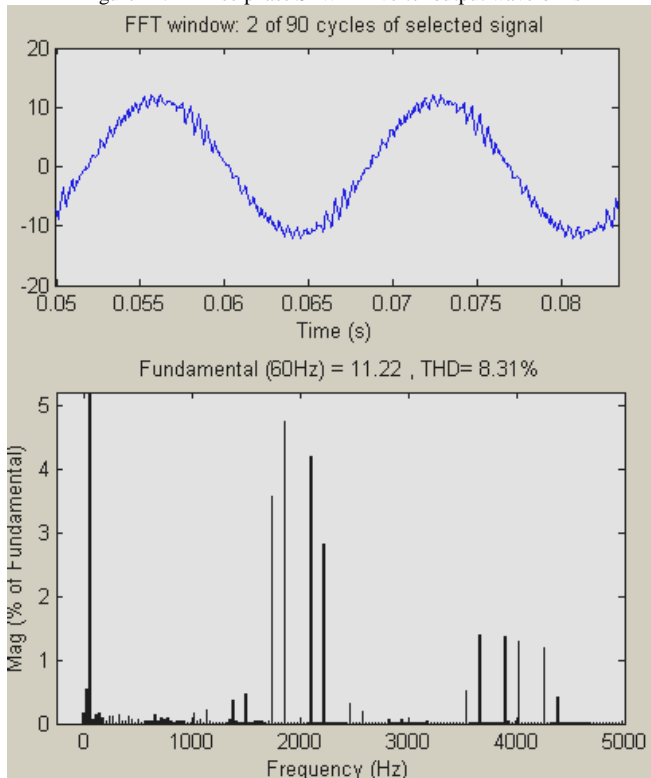 FFT window: 2 of 90 cycles of selected signal
20
10
0
-10
-20
0.05 0.055 0.06 0.065 0.07 0.075 0.08
Time (s)
Fundamental (60Hz) = 11.22 , THD= 8.31%
Mag (% of Fundamental)
5
4
3
2
1
0
0 1000 2000 3000 4000 5000
Frequency (Hz)